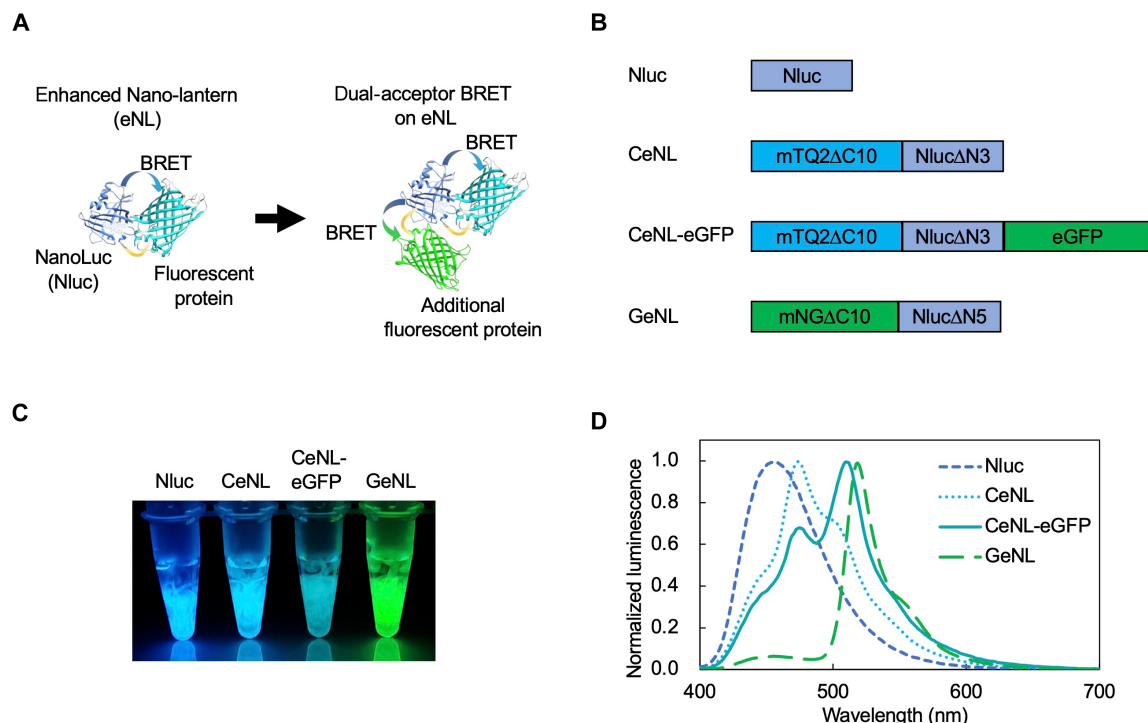 A
Enhanced Nano-lantern
(eNL)
BRET
NanoLuc
(Nluc)
Fluorescent
protein
Dual-acceptor BRET
on eNL
BRET
BRET
Additional
fluorescent protein
B
Nluc
Nluc
CeNL
mTQ2ΔC10
NlucΔN3
CeNL-eGFP
mTQ2ΔC10
NlucΔN3
eGFP
GeNL
mNGΔC10
NlucΔN5
C
Nluc
CeNL
CeNL-
eGFP
GeNL
D
Normalized luminescence
1.0
0.8
0.6
0.4
0.2
0.0
400
500
600
700
Wavelength (nm)
Nluc
CeNL
CeNL-eGFP
GeNL